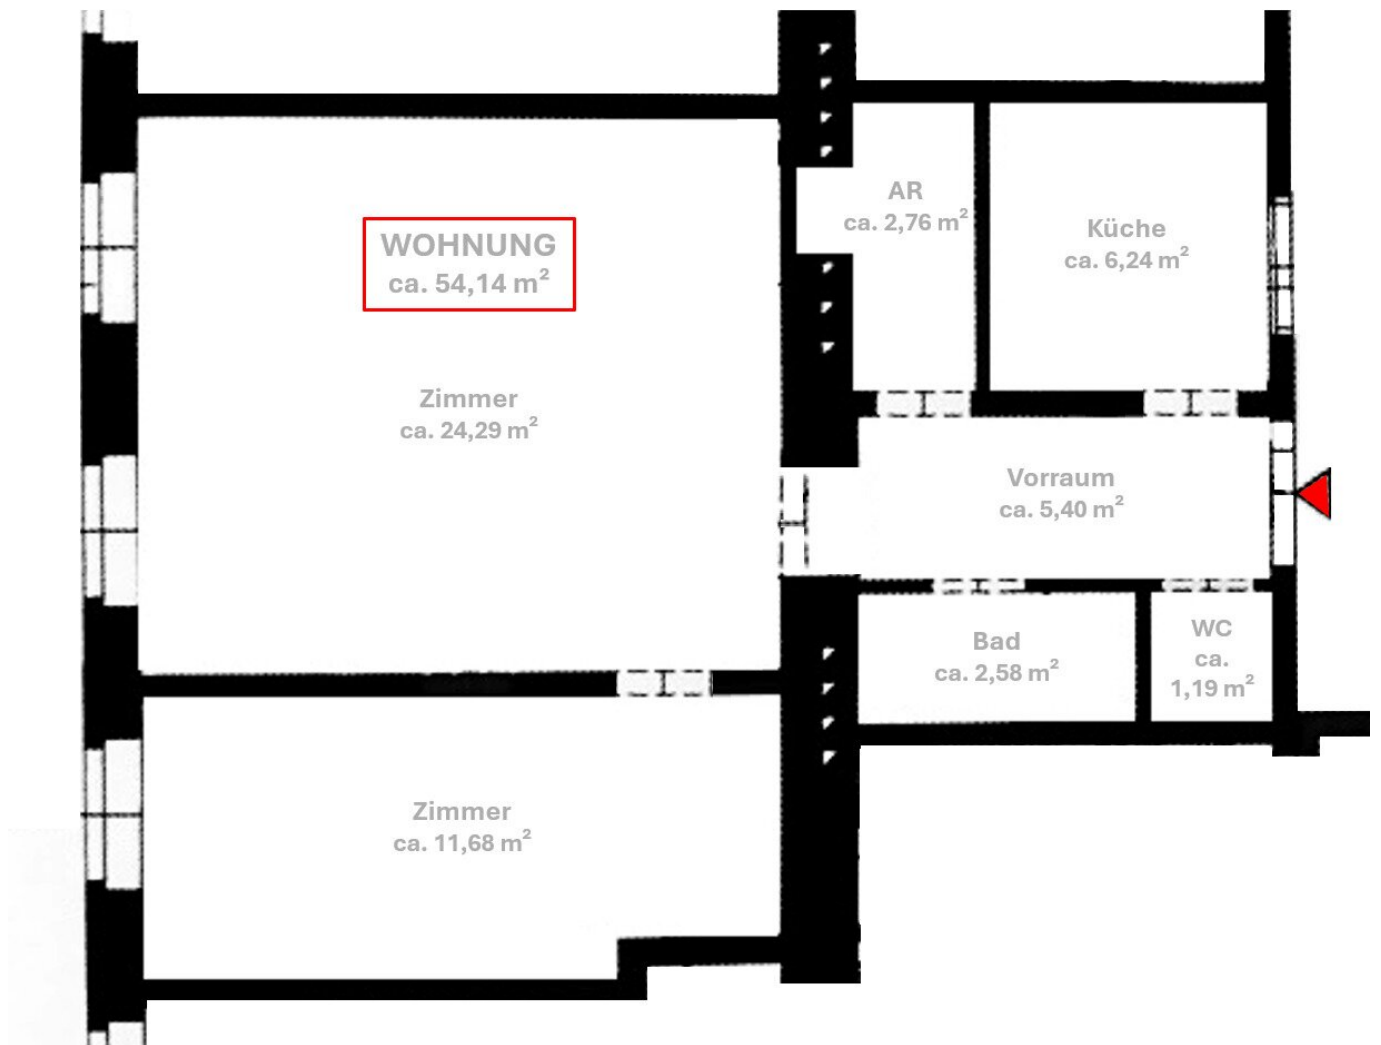 WOHNUNG
ca. 54,14 m²
Zimmer
ca. 24,29 m²
AR
ca. 2,76 m²
Küche
ca. 6,24 m²
Vorraum
ca. 5,40 m²
Bad
ca. 2,58 m²
WC
ca.
1,19 m²
Zimmer
ca. 11,68 m²